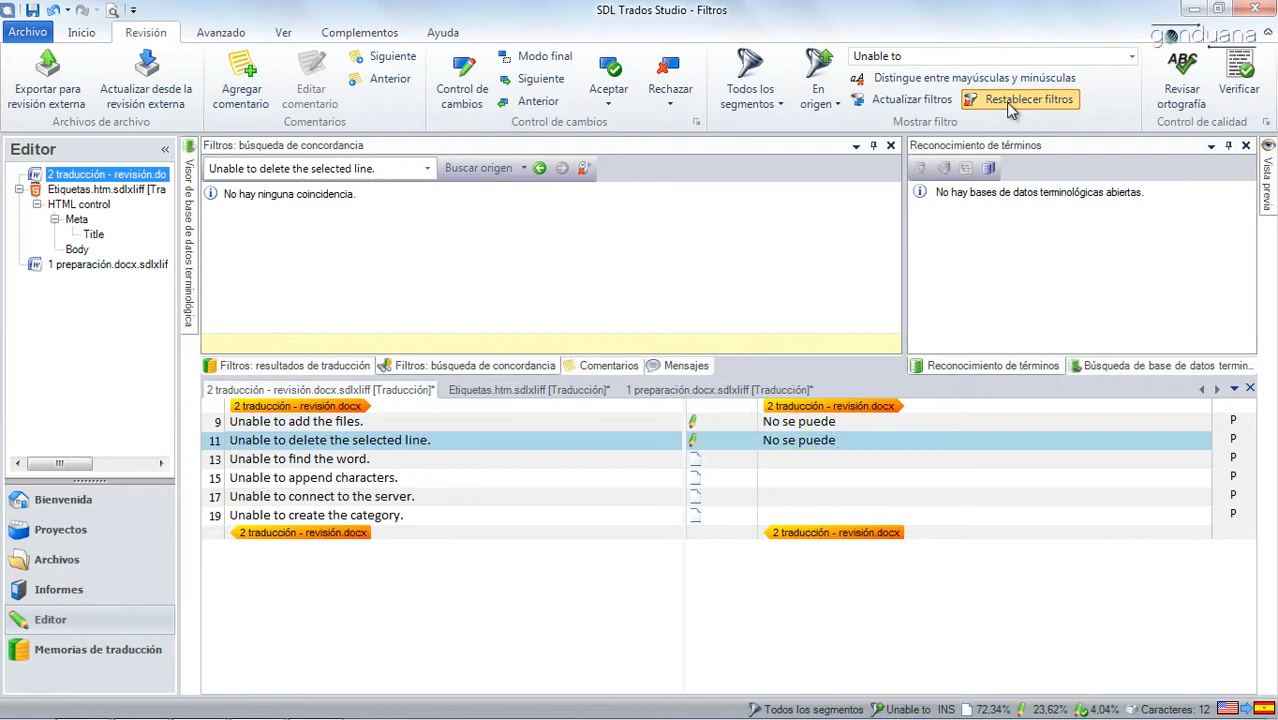 SDL Trados Studio - Filtros
Archivo Inicio Revisión Avanzado Ver Complementos Ayuda
gonduana
Exportar para revisión externa
Actualizar desde la revisión externa
Archivos de archivo
Agregar comentario
Editar comentario
Siguiente
Anterior
Comentarios
Control de cambios
Modo final
Siguiente
Anterior
Aceptar
Rechazar
Control de cambios
Todos los segmentos
En origen
Unable to
Distingue entre mayúsculas y minúsculas
Actualizar filtros
Restablecer filtros
Mostrar filtro
ABC
Revisar ortografía
Verificar
Control de calidad
Editor
2 traducción - revisión.do
Etiquetas.htm.sdlxliff [Tra
HTML control
Meta
Title
Body
1 preparación.docx.sdlxlif
Bienvenida
Proyectos
Archivos
Informes
Editor
Memorias de traducción
Visor de base de datos terminológica
Filtros: búsqueda de concordancia
Unable to delete the selected line.
Buscar origen
No hay ninguna coincidencia.
Reconocimiento de términos
No hay bases de datos terminológicas abiertas.
Vista previa
Filtros: resultados de traducción
Filtros: búsqueda de concordancia
Comentarios
Mensajes
Reconocimiento de términos
Búsqueda de base de datos termin...
2 traducción - revisión.docx.sdlxliff [Traducción]*
Etiquetas.htm.sdlxliff [Traducción]*
1 preparación.docx.sdlxliff [Traducción]*
2 traducción - revisión.docx 2 traducción - revisión.docx
9 Unable to add the files. No se puede P
11 Unable to delete the selected line. No se puede P
13 Unable to find the word. P
15 Unable to append characters. P
17 Unable to connect to the server. P
19 Unable to create the category. P
2 traducción - revisión.docx 2 traducción - revisión.docx
Todos los segmentos Unable to INS 72,34% 23,62% 4,04% Caracteres: 12